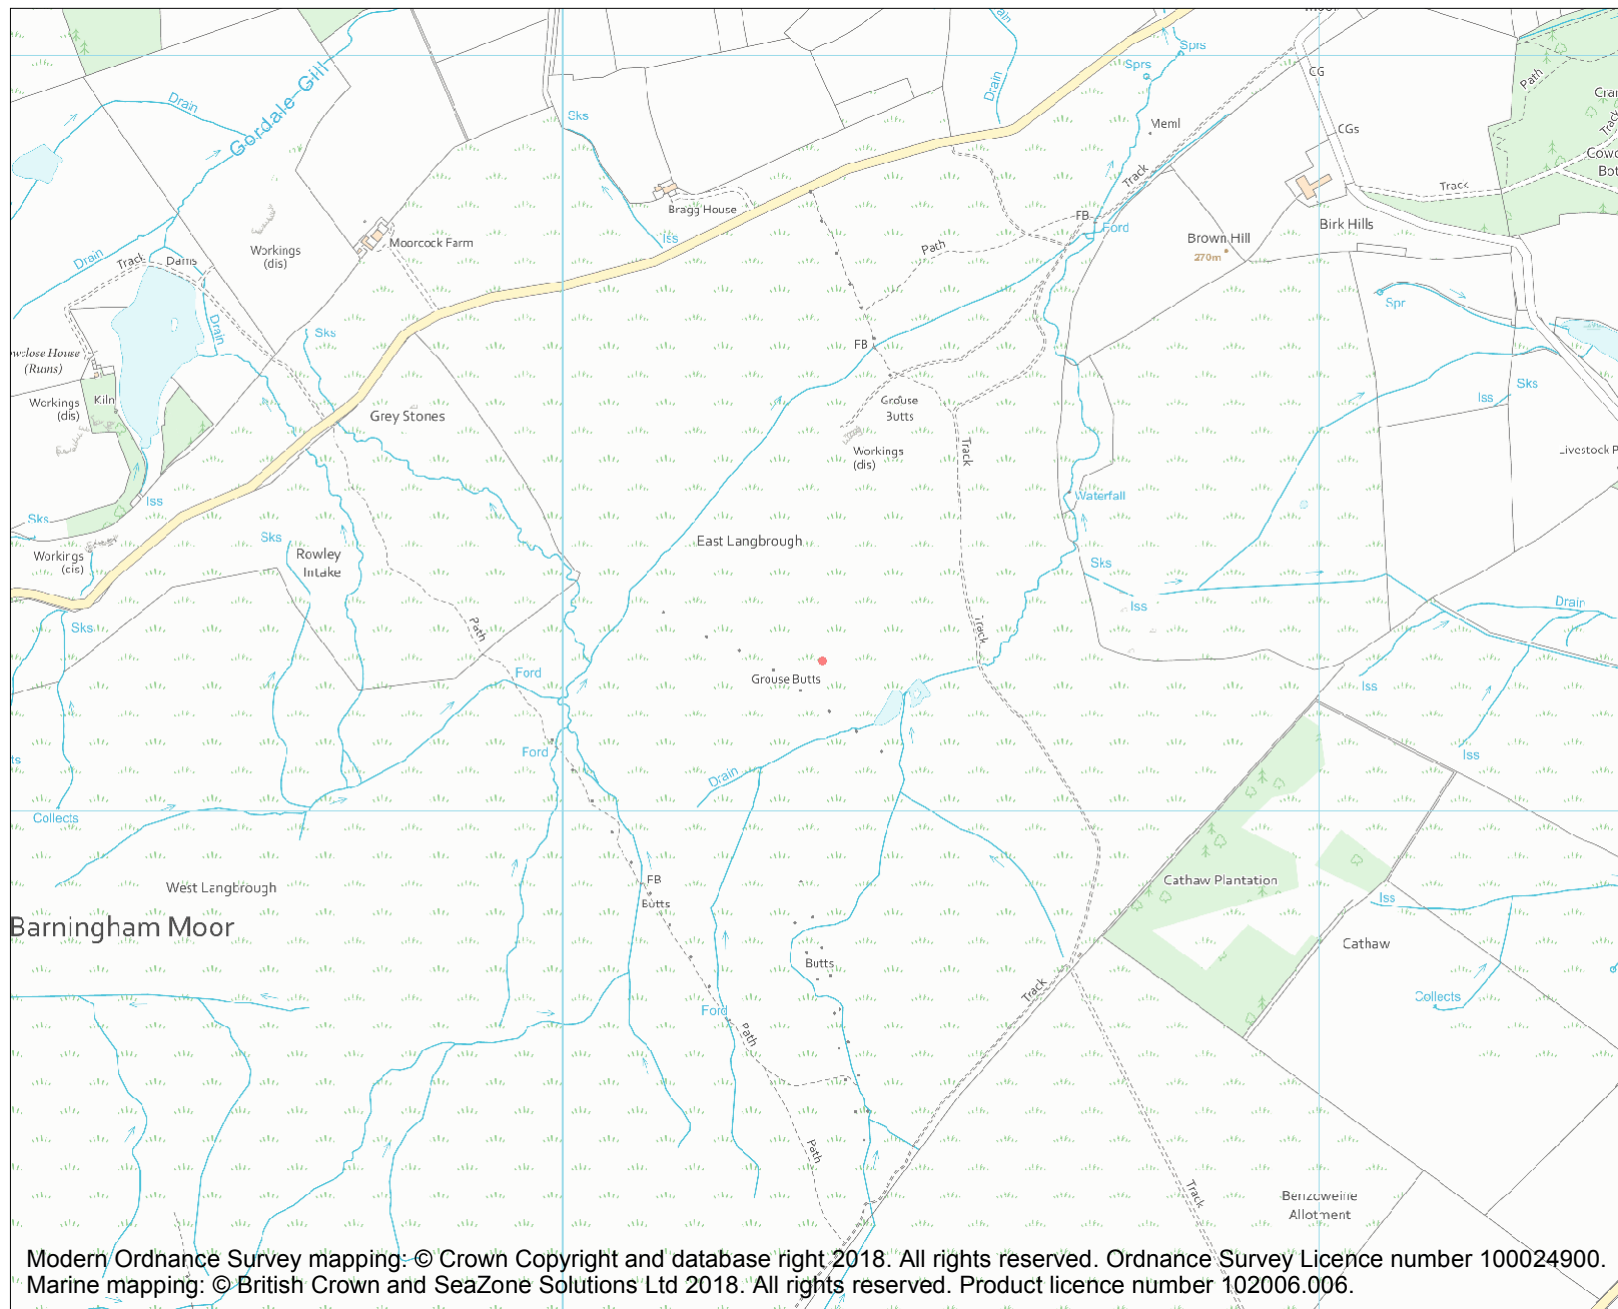 Drain
Sprs
Sprs
CG
Path
Drain
Gordale Gill
Drain
Sks
CGs
Track
Track
Track
Bragg House
FB
Ford
Birk Hills
Brown Hill
270m
Iss
Moorcock Farm
Workings
(dis)
Path
Drain
Track
Dams
Spr
Drain
Sks
FB
(Ruins)
Sks
Iss
Kiln
Workings
(dis)
Grouse
Butts
Grey Stones
Track
Workings
(dis)
Waterfall
Iss
Sks
Sks
East Langbrough
Rowley
Intake
Workings
Sks
Iss
Drain
Sks
Path
Track
Ford
Grouse Butts
Iss
Ford
Iss
Drain
Collects
West Langbrough
FB
Butts
Cathaw Plantation
Iss
Barningham Moor
Cathaw
Butts
Track
Collects
Ford
Path
Path
Track
Allotment
Modern Ordnance Survey mapping: © Crown Copyright and database right 2018. All rights reserved. Ordnance Survey Licence number 100024900.
Marine mapping: © British Crown and SeaZone Solutions Ltd 2018. All rights reserved. Product licence number 102006.006.